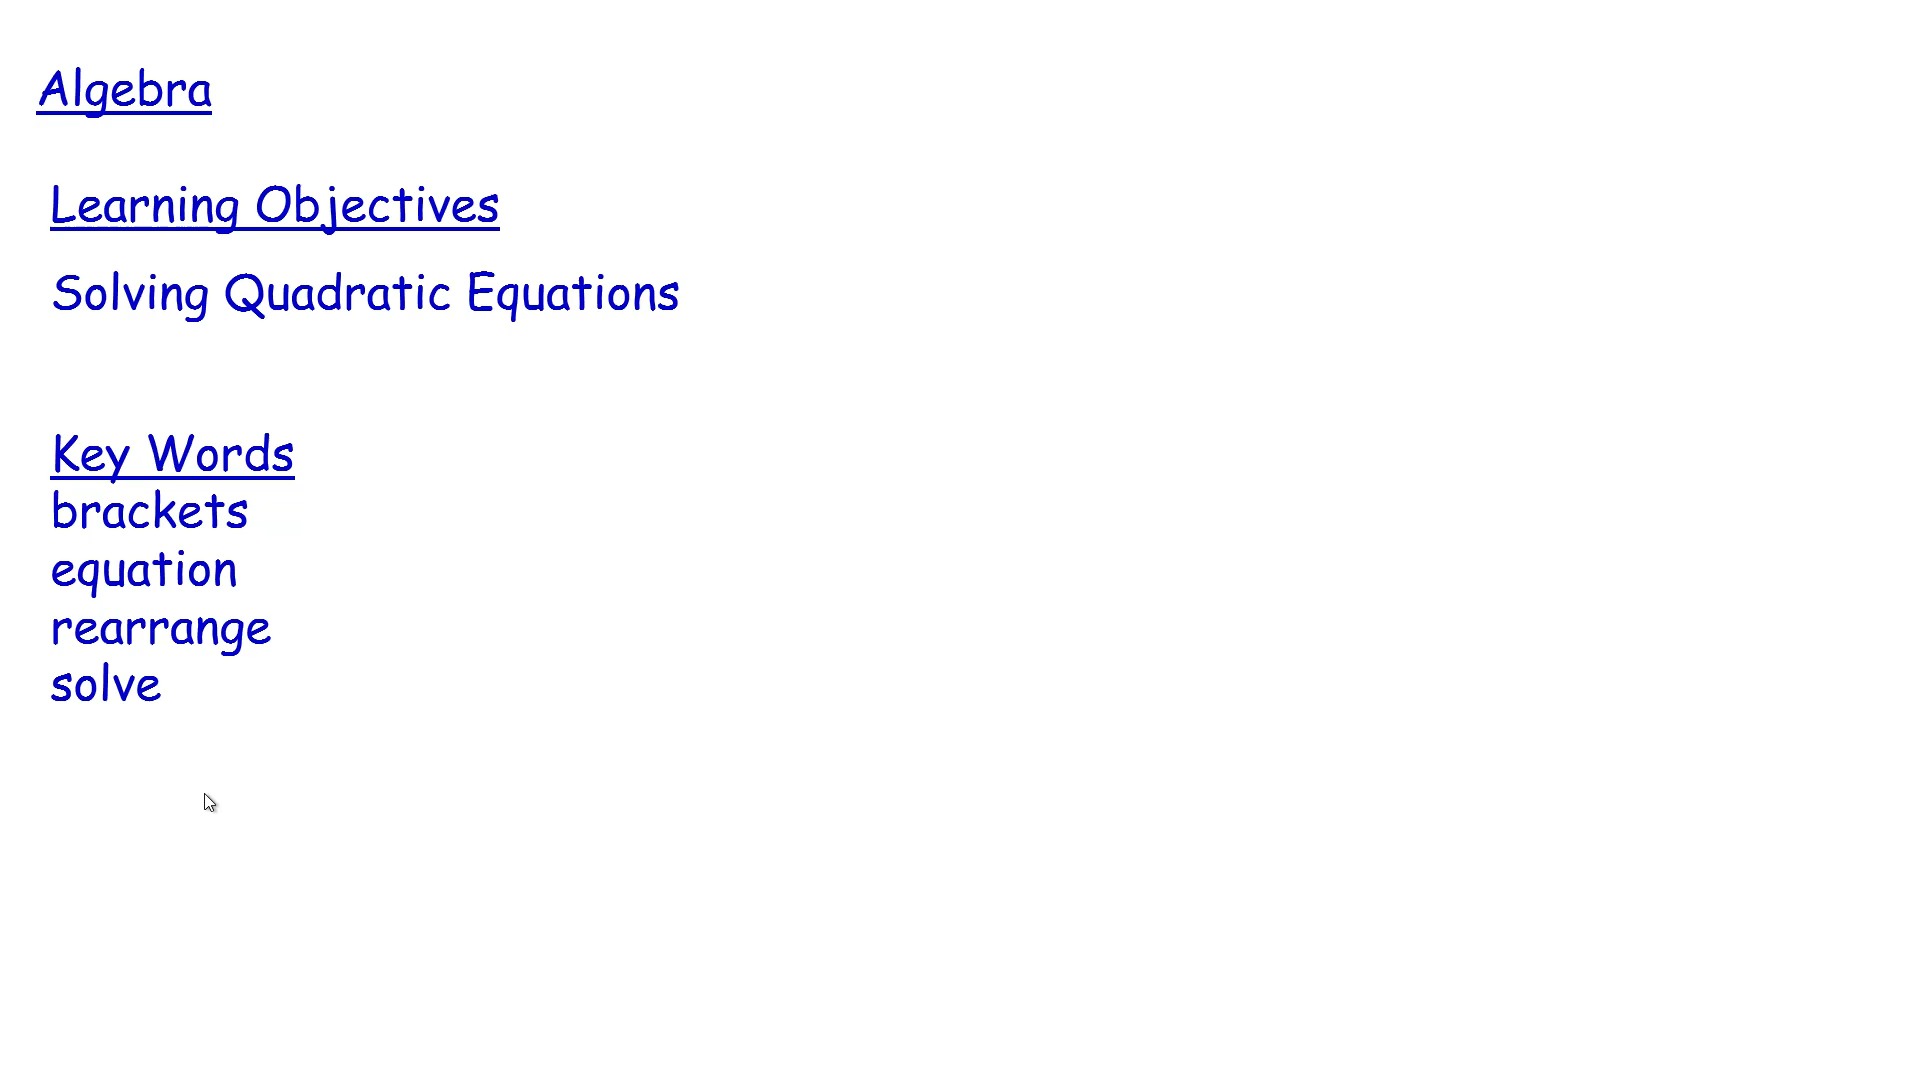 Algebra
Learning Objectives
Solving Quadratic Equations
Key Words
brackets
equation
rearrange
solve